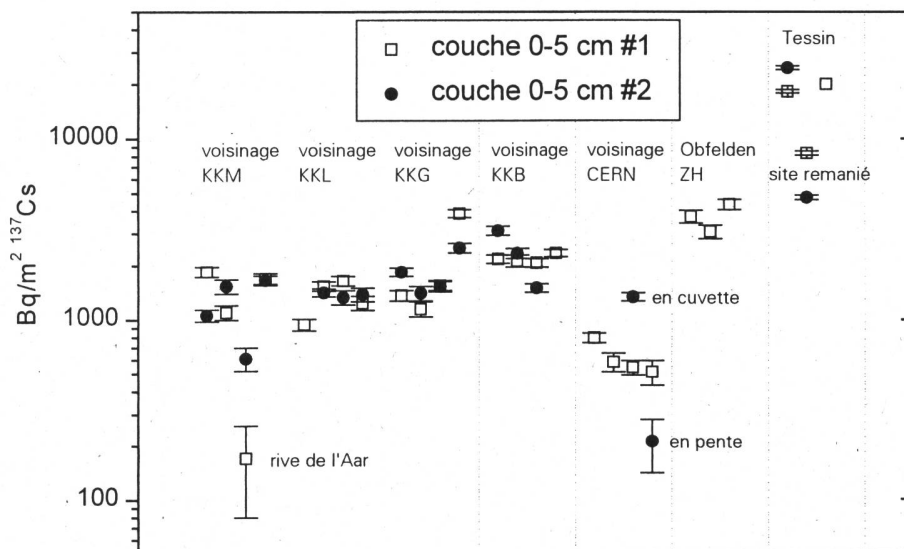 couche 0-5 cm #1
couche 0-5 cm #2
Bq/m² ¹³⁷Cs
10000
1000
100
voisinage
KKM
voisinage
KKL
voisinage
KKG
voisinage
KKB
voisinage
CERN
Obfelden
ZH
Tessin
site remanié
en cuvette
en pente
rive de l'Aar